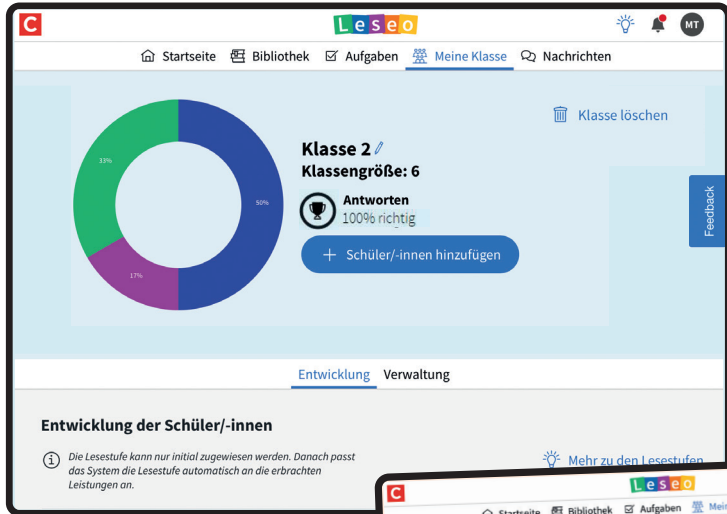 C
Leseo
MT
Startseite Bibliothek Aufgaben Meine Klasse Nachrichten
Klasse löschen
33%
50%
17%
Klasse 2
Klassengröße: 6
Antworten
100% richtig
+ Schüler/-innen hinzufügen
Feedback
Entwicklung Verwaltung
Entwicklung der Schüler/-innen
Die Lesestufe kann nur initial zugewiesen werden. Danach passt
das System die Lesestufe automatisch an die erbrachten
Leistungen an.
Mehr zu den Lesestufen
C
Leseo
Startseite Bibliothek Aufgaben Mein